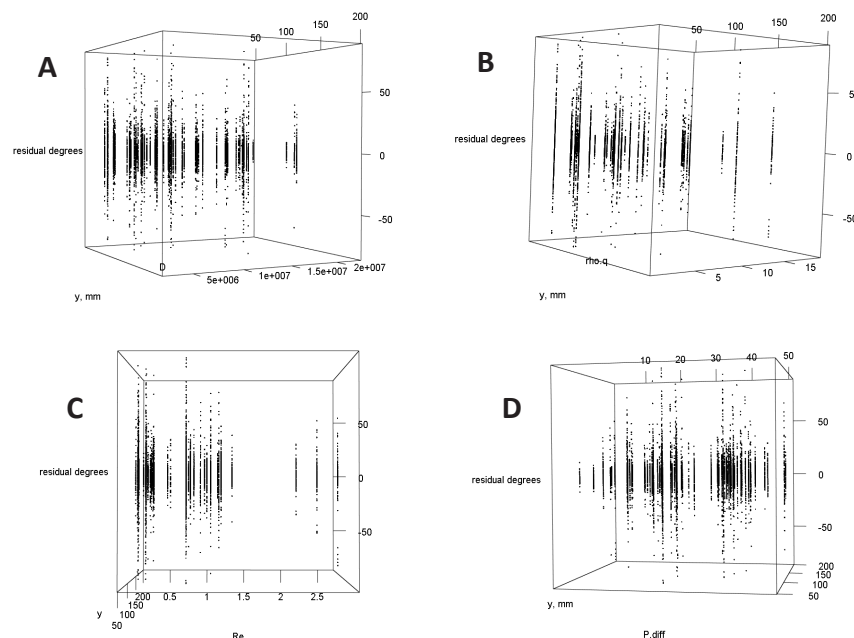 A
50 100 150 200
50
residual degrees
0
-50
D
5e+006 1e+007 1.5e+007 2e+007
y, mm
B
50 100 150 200
5
residual degrees
0
-50
rho.q
5 10 15
y, mm
C
50
residual degrees
0
-50
200 0.5 1 1.5 2 2.5
150
y 100
50
Re
D
10 20 30 40 50
50
residual degrees
0
-50
200
150
100
50
y, mm
P.diff